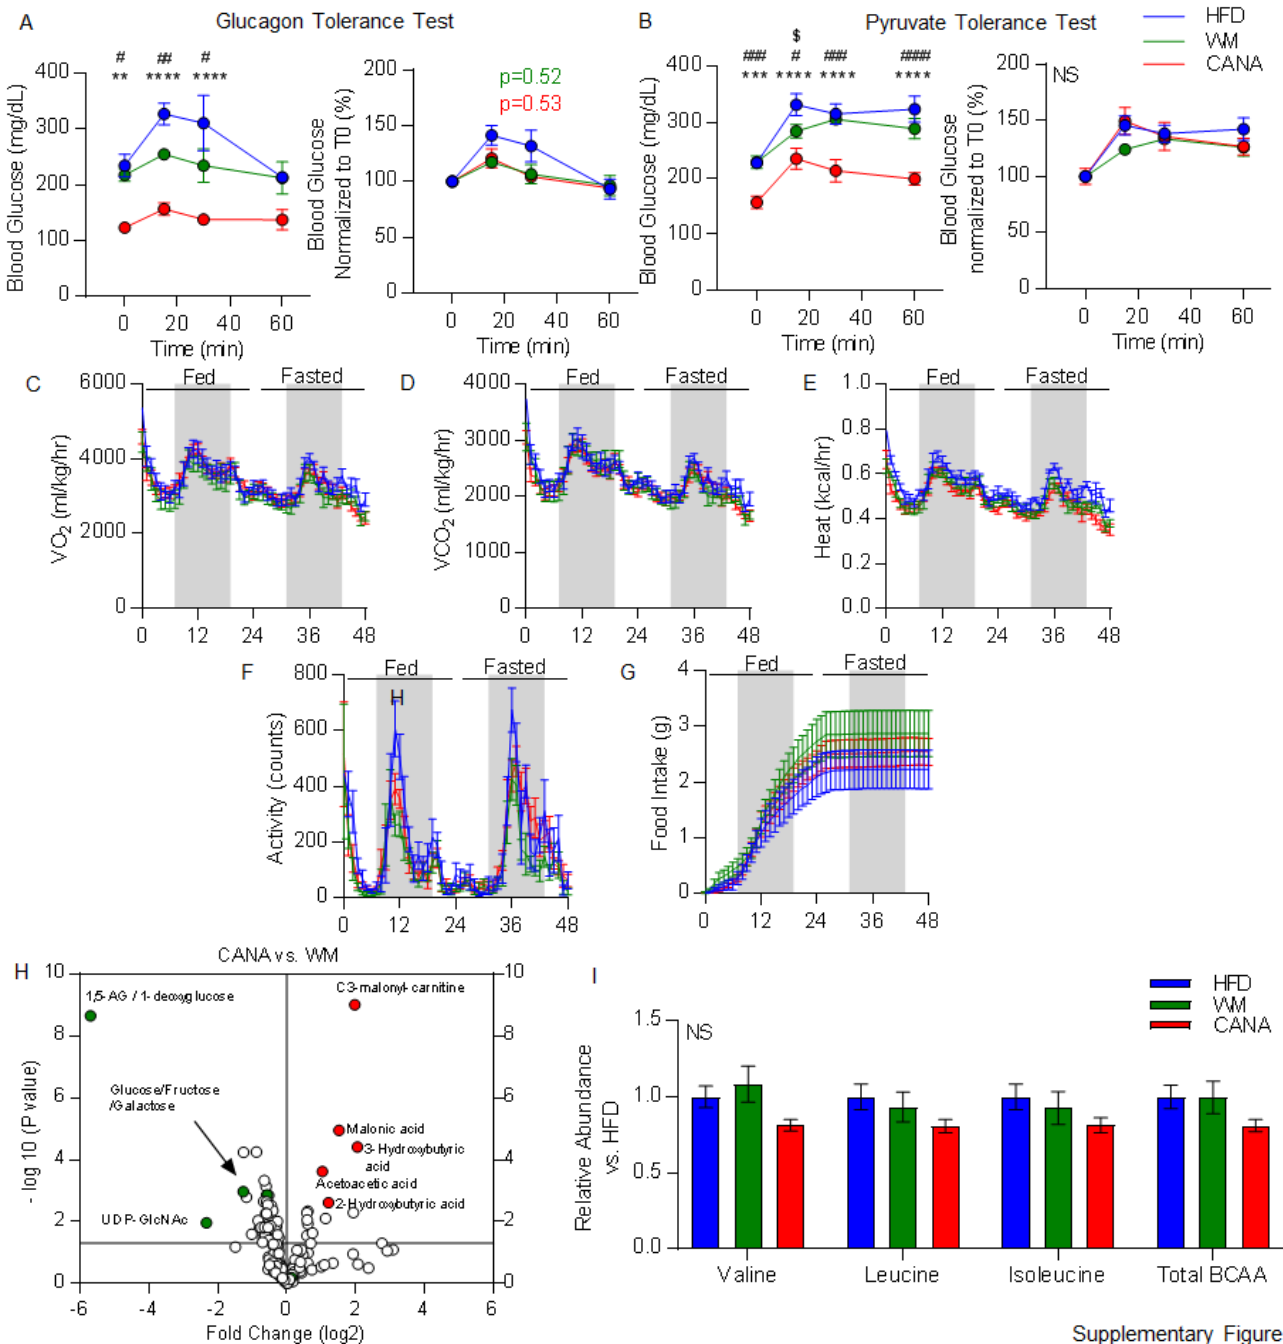 A
Glucagon Tolerance Test
B
Pyruvate Tolerance Test
HFD
WM
CANA
#
##
#
**
****
****
Blood Glucose (mg/dL)
400
300
200
100
0
0
20
40
60
Time (min)
Blood Glucose
Normalized to T0 (%)
200
150
100
50
0
p=0.52
p=0.53
0
20
40
60
Time (min)
$
###
#
###
####
***
****
****
****
Blood Glucose (mg/dL)
400
300
200
100
0
0
20
40
60
Time (min)
Blood Glucose
normalized to T0 (%)
200
150
100
50
0
NS
0
20
40
60
Time (min)
C
Fed
Fasted
VO2 (ml/kg/hr)
6000
4000
2000
0
0
12
24
36
48
D
Fed
Fasted
VCO2 (ml/kg/hr)
4000
3000
2000
1000
0
0
12
24
36
48
E
Fed
Fasted
Heat (kcal/hr)
1.0
0.8
0.6
0.4
0.2
0.0
0
12
24
36
48
F
Fed
Fasted
H
Activity (counts)
800
600
400
200
0
0
12
24
36
48
G
Fed
Fasted
Food Intake (g)
4
3
2
1
0
0
12
24
36
48
H
CANA vs. WM
- log 10 (P value)
10
8
6
4
2
0
10
8
6
4
2
0
1,5-AG / 1-deoxyglucose
C3-malonyl-carnitine
Glucose/Fructose
/Galactose
Malonic acid
3-Hydroxybutyric
acid
Acetoacetic acid
2-Hydroxybutyric acid
UDP-GlcNAc
-6
-4
-2
0
2
4
6
Fold Change (log2)
I
HFD
WM
CANA
NS
Relative Abundance
vs. HFD
1.5
1.0
0.5
0.0
Valine
Leucine
Isoleucine
Total BCAA
Supplementary Figure